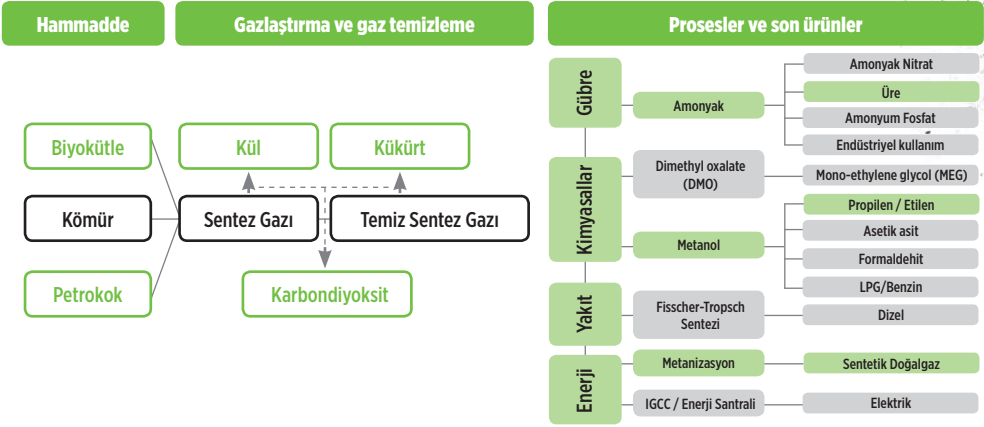 Hammadde
Gazlaştırma ve gaz temizleme
Prosesler ve son ürünler
Biyokütle
Kül
Kükürt
Kömür
Sentez Gazı
Temiz Sentez Gazı
Petrokok
Karbondiyoksit
Gübre
Amonyak
Amonyak Nitrat
Üre
Amonyum Fosfat
Endüstriyel kullanım
Kimyasallar
Dimethyl oxalate
(DMO)
Mono-ethylene glycol (MEG)
Metanol
Propilen / Etilen
Asetik asit
Formaldehit
LPG/Benzin
Yakıt
Fisscher-Tropsch
Sentezi
Dizel
Enerji
Metanizasyon
Sentetik Doğalgaz
IGCC / Enerji Santrali
Elektrik